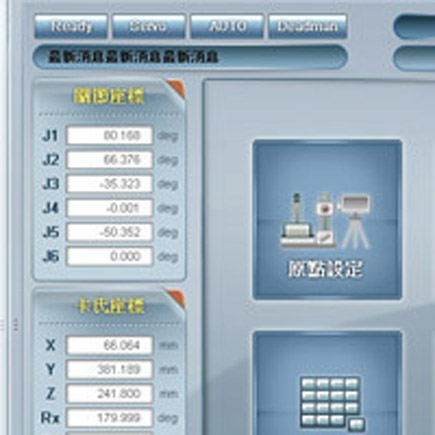 Ready Servo AUTO Deadman
最新消息最新消息最新消息
關節座標
J1 80.168 deg
J2 66.376 deg
J3 -35.323 deg
J4 -0.001 deg
J5 -50.352 deg
J6 0.000 deg
原點設定
卡氏座標
X 66.064 mm
Y 381.189 mm
Z 241.800 mm
Rx 179.999 deg